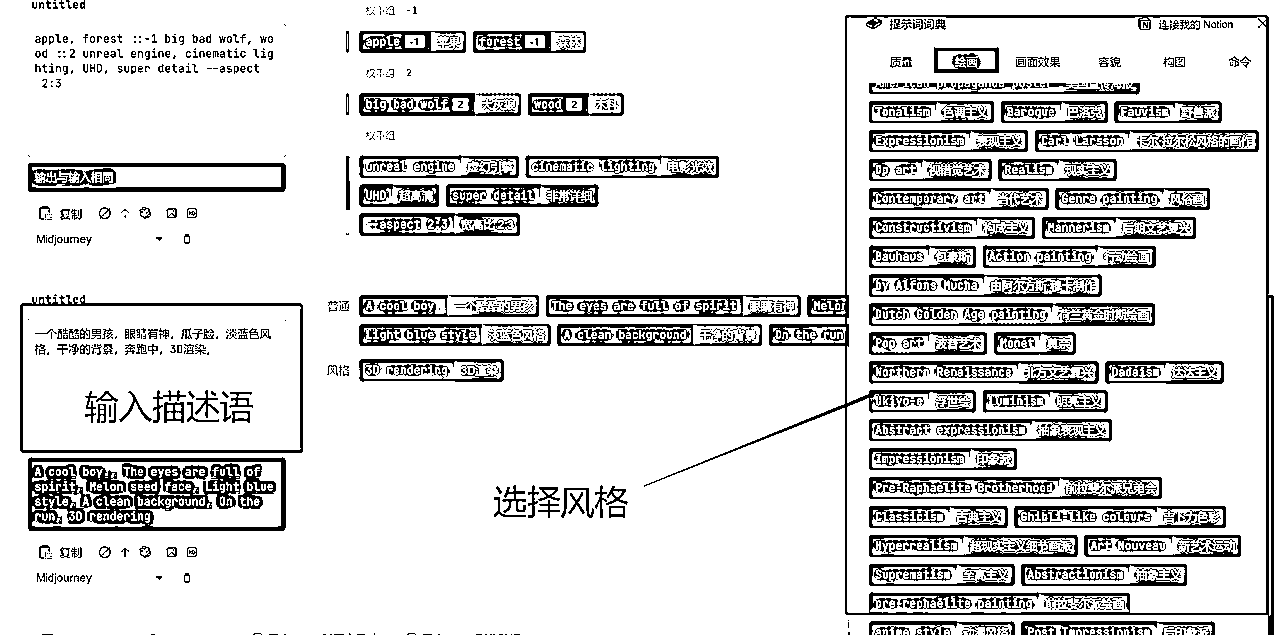 untitled
apple, forest ::-1 big bad wolf, wo
od ::2 unreal engine, cinematic lig
hting, UHD, super detail --aspect
2:3
输出与输入相同
复制
Midjourney
untitled
一个酷酷的男孩，眼睛有神，瓜子脸，淡蓝色风
格，干净的背景，奔跑中，3D渲染，
输入描述语
A cool boy., The eyes are full of
spirit, Melon seed face, Light blue
style, A clean background, On the
run, 3D rendering
复制
Midjourney
权重组 -1
apple -1 苹果 forest -1 森林
权重组 2
big bad wolf 2 大灰狼 wood 2 木料
权重组
unreal engine 虚幻引擎 cinematic lighting 电影光效
UHD 超高清 super detail 非常详细
--aspect 2:3 宽高比2:3
普通 A cool boy. 一个酷酷的男孩 The eyes are full of spirit 眼睛有神 Melon
Light blue style 淡蓝色风格 A clean background 干净的背景 On the run
风格 3D rendering 3D渲染
选择风格
提示词词典 连接我的 Notion
质量 绘画 画面效果 容貌 构图 命令
American propaganda poster
Tonalism 色调主义 Baroque 巴洛克 Fauvism 野兽派
Expressionism 表现主义 Carl Larsson 卡尔拉尔松风格的画作
Op art 视错觉艺术 Realism 现实主义
Contemporary art 当代艺术 Genre painting 风俗画
Constructivism 构成主义 Mannerism 后期文艺复兴
Bauhaus 包豪斯 Action painting 行动绘画
by Alfons Mucha 由阿尔方斯·穆卡制作
Dutch Golden Age painting 荷兰黄金时期绘画
Pop art 波普艺术 Monet 莫奈
Northern Renaissance 北方文艺复兴 Dadaism 达达主义
Ukiyo-e 浮世绘 luminism
Abstract expressionism 抽象表现主义
Impressionism 印象派
Pre-Raphaelite Brotherhood 前拉斐尔派兄弟会
Classicism 古典主义 Ghibli-like colours 吉卜力色彩
Hyperrealism 超现实主义细节画派 Art Nouveau 新艺术运动
Suprematism 至高主义 Abstractionism 抽象主义
pre-rephaelite painting 前拉斐尔派绘画
anime style 动漫风格 Post Impressionism 后印象派